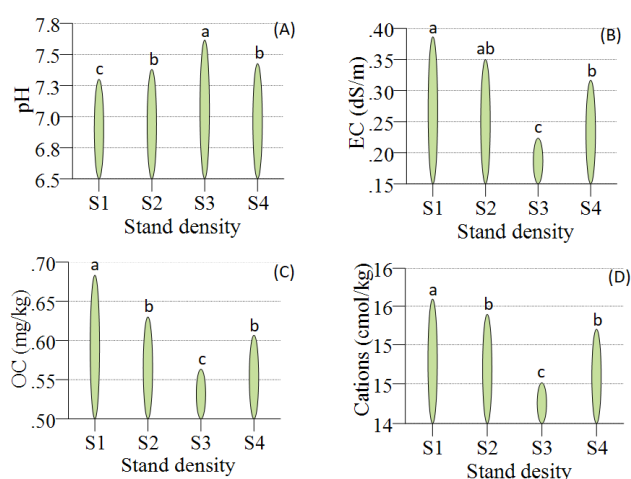 (A)
pH
7.8
7.5
7.3
7.0
6.8
6.5
c
b
a
b
S1 S2 S3 S4
Stand density
(B)
EC (dS/m)
.40
.35
.30
.25
.20
.15
a
ab
c
b
S1 S2 S3 S4
Stand density
(C)
OC (mg/kg)
.70
.65
.60
.55
.50
a
b
c
b
S1 S2 S3 S4
Stand density
(D)
Cations (cmol/kg)
16
16
15
15
14
a
b
c
b
S1 S2 S3 S4
Stand desity